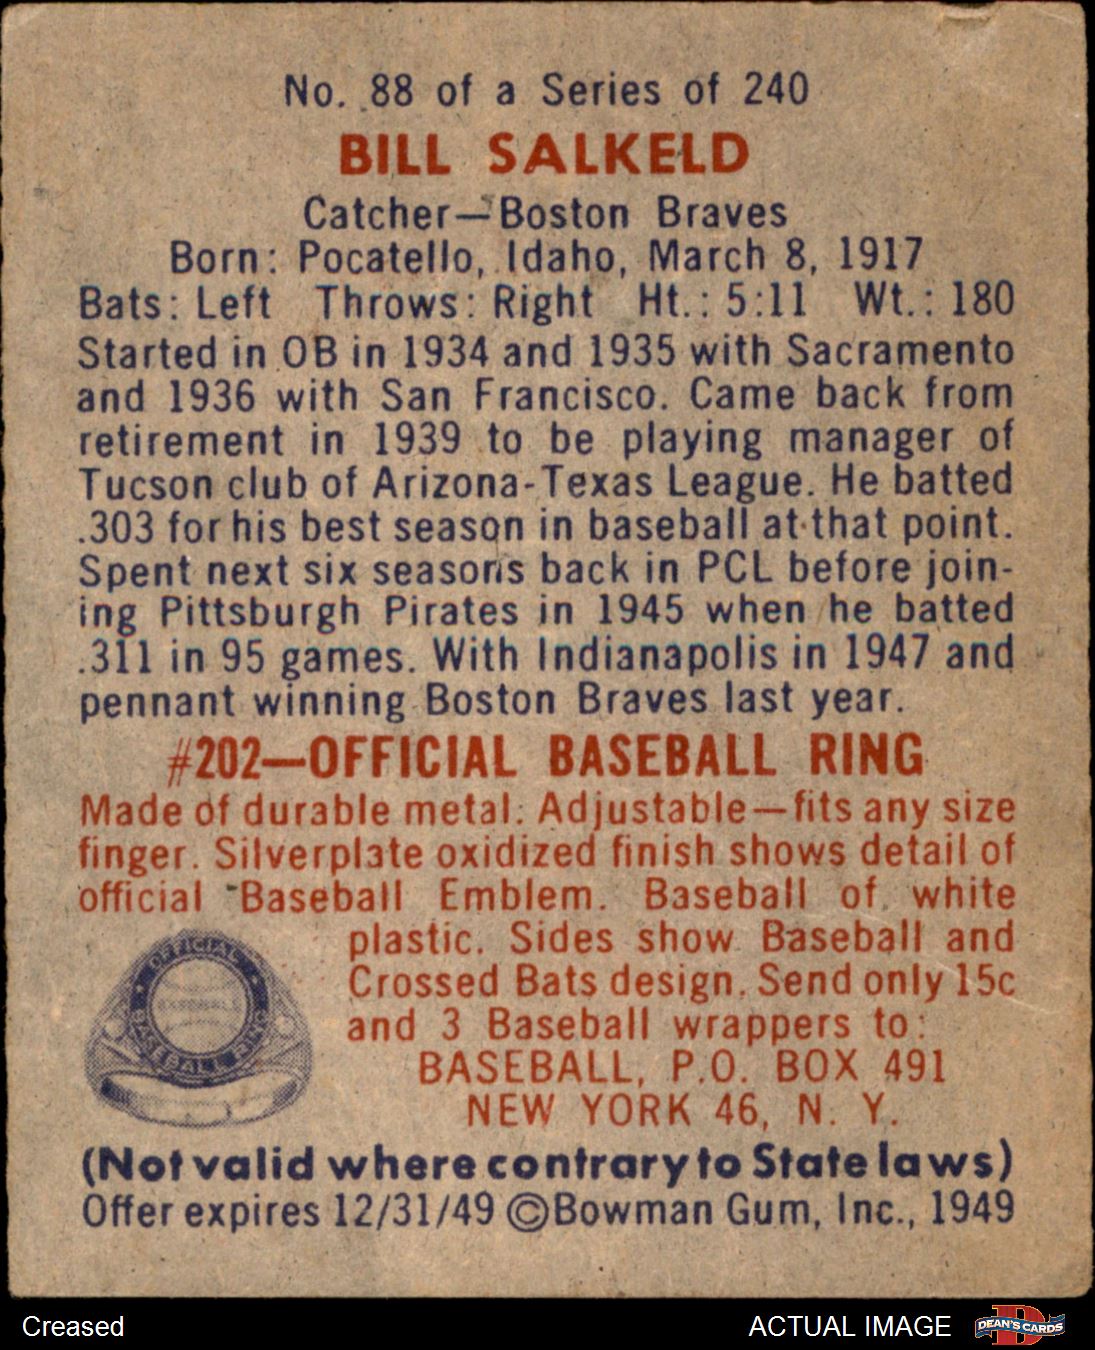 No. 88 of a Series of 240
BILL SALKELD
Catcher—Boston Braves
Born: Pocatello, Idaho, March 8, 1917
Bats: Left Throws: Right Ht.: 5:11 Wt.: 180
Started in OB in 1934 and 1935 with Sacramento
and 1936 with San Francisco. Came back from
retirement in 1939 to be playing manager of
Tucson club of Arizona-Texas League. He batted
.303 for his best season in baseball at that point.
Spent next six seasons back in PCL before join-
ing Pittsburgh Pirates in 1945 when he batted
.311 in 95 games. With Indianapolis in 1947 and
pennant winning Boston Braves last year.
#202—OFFICIAL BASEBALL RING
Made of durable metal. Adjustable—fits any size
finger. Silverplate oxidized finish shows detail of
official Baseball Emblem. Baseball of white
plastic. Sides show Baseball and
Crossed Bats design. Send only 15c
and 3 Baseball wrappers to:
BASEBALL, P.O. BOX 491
NEW YORK 46, N. Y.
OFFICIAL
BASEBALL RING
(Not valid where contrary to State laws)
Offer expires 12/31/49 ©Bowman Gum, Inc., 1949
Creased
ACTUAL IMAGE
DEAN'S CARDS